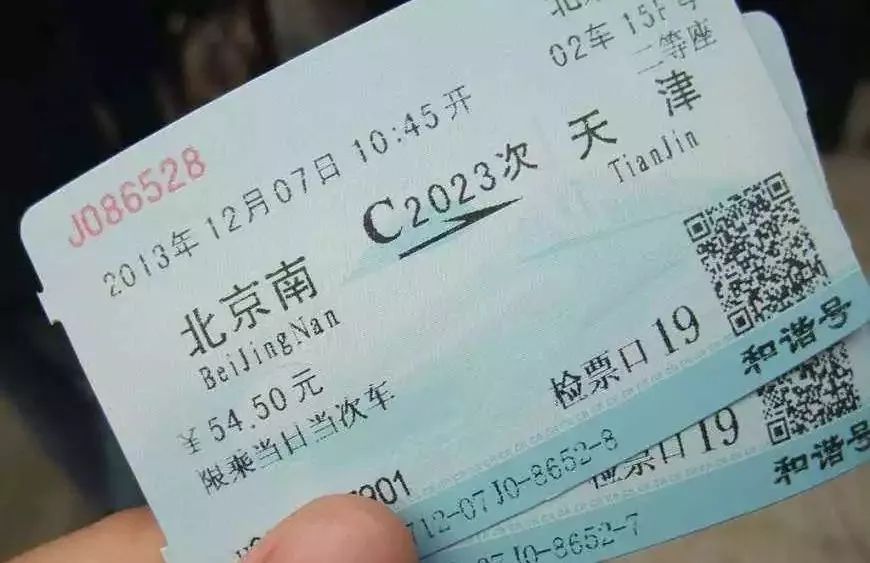 J086528
02车 15F号
二等座
2013年12月07日 10:45开
C2023次
北京南
天津
BeiJingNan
TianJin
¥54.50元
限乘当日当次车
检票口19
和谐号
712-07J0-8652-8
检票口19
和谐号
07J0-8652-7